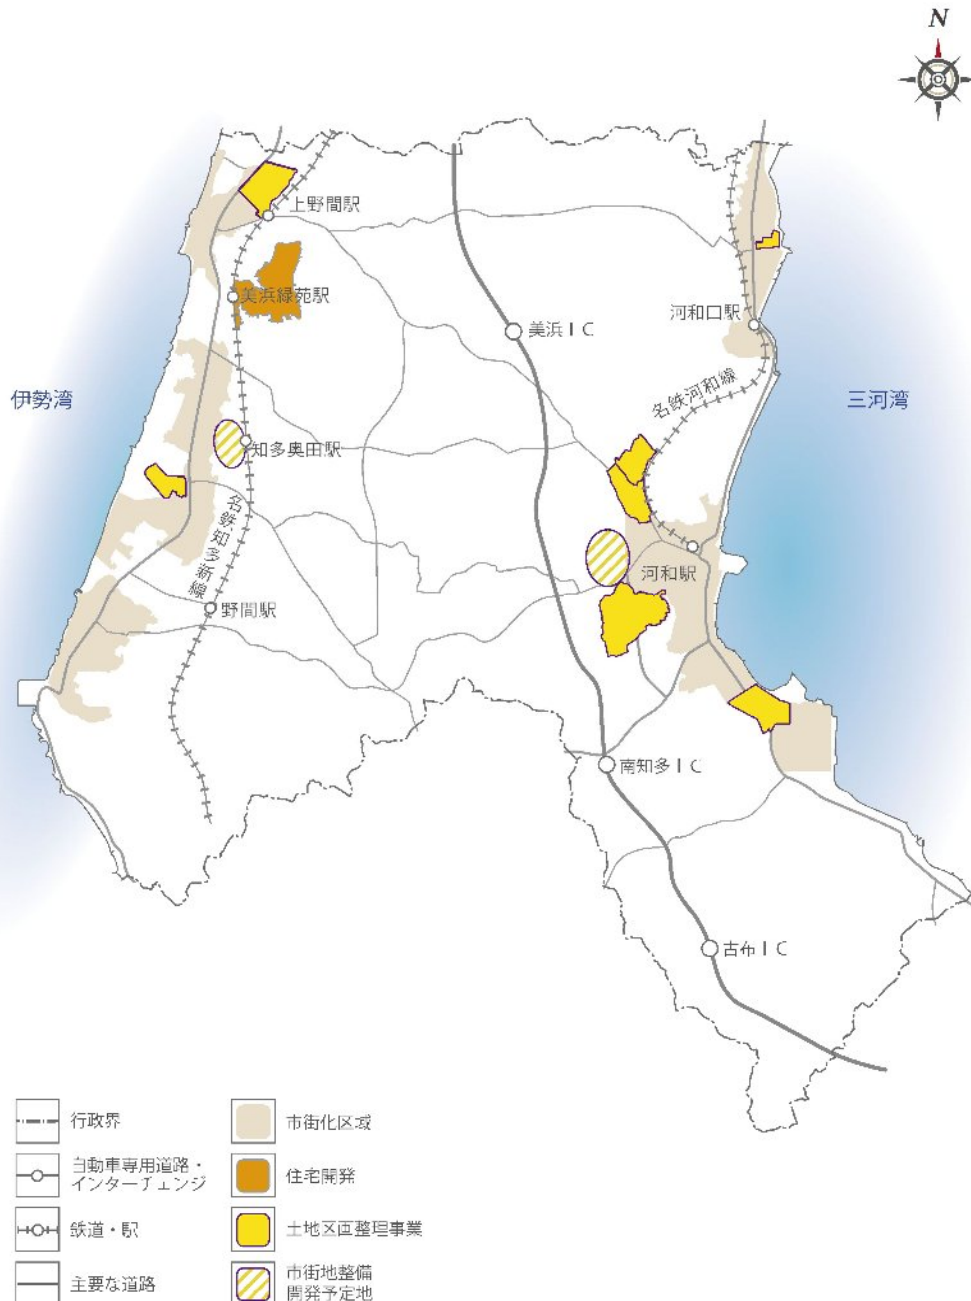 N
上野間駅
美浜緑苑駅
河和口駅
美浜IC
伊勢湾
名鉄河和線
三河湾
知多奥田駅
名鉄知多新線
河和駅
野間駅
南知多IC
古布IC
行政界
市街化区域
自動車専用道路・
インターチェンジ
住宅開発
鉄道・駅
土地区画整理事業
主要な道路
市街地整備
開発予定地